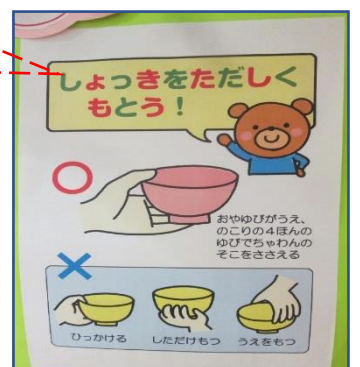 しょっきをただしく
もとう！
おやゆびがうえ、
のこりの４ほんの
ゆびでちゃわんの
そこをささえる
ひっかける
しただけもつ
うえをもつ